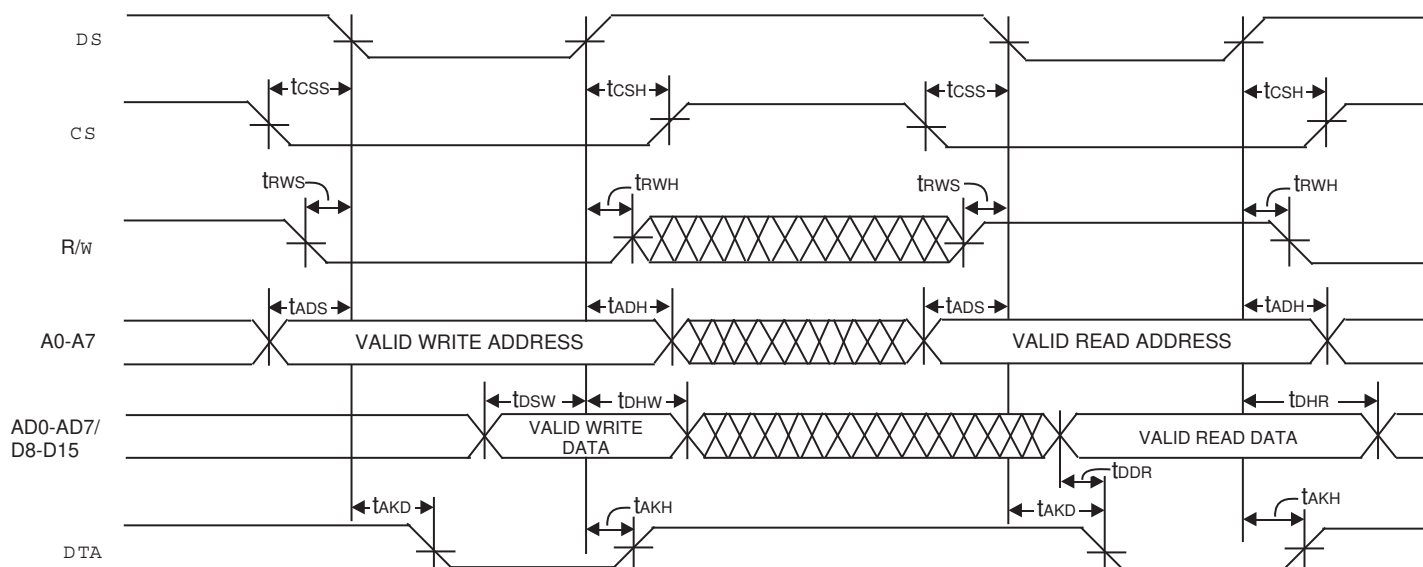 DS
tCSS tCSH tCSS tCSH
CS
tRWS tRWH tRWS tRWH
R/W
tADS tADH tADS tADH
A0-A7 VALID WRITE ADDRESS VALID READ ADDRESS
tDSW tDHW tDHR
AD0-AD7/
D8-D15
VALID WRITE
DATA
VALID READ DATA
tDDR
tAKD tAKH tAKD tAKH
DTA